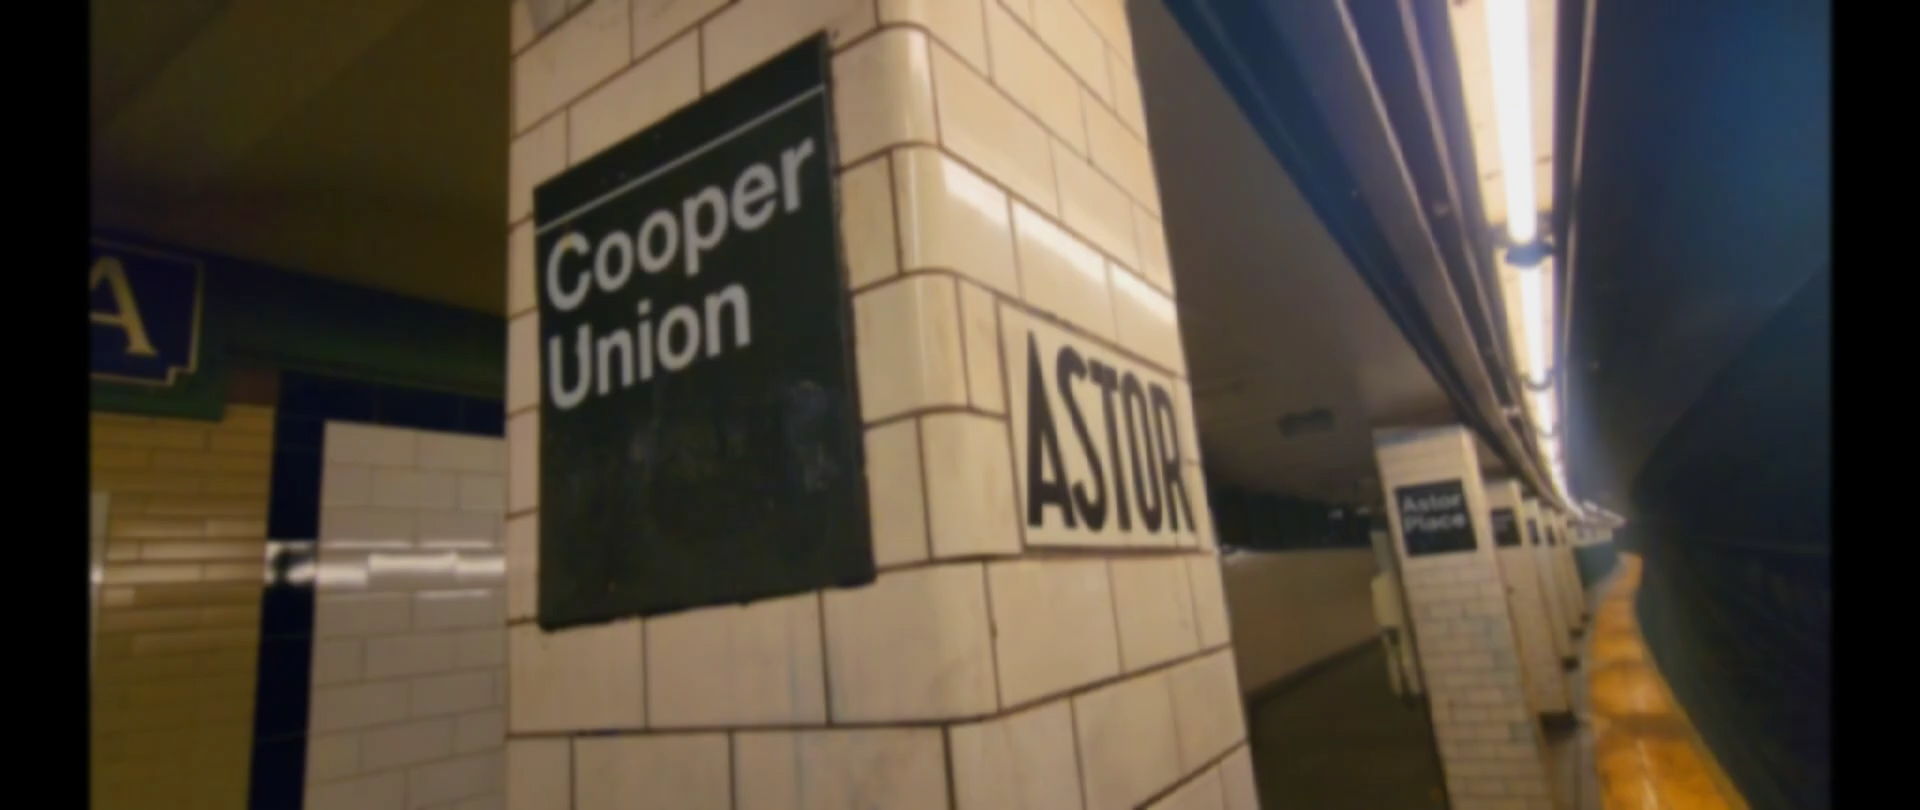 A
Cooper
Union
ASTOR
Astor
Place